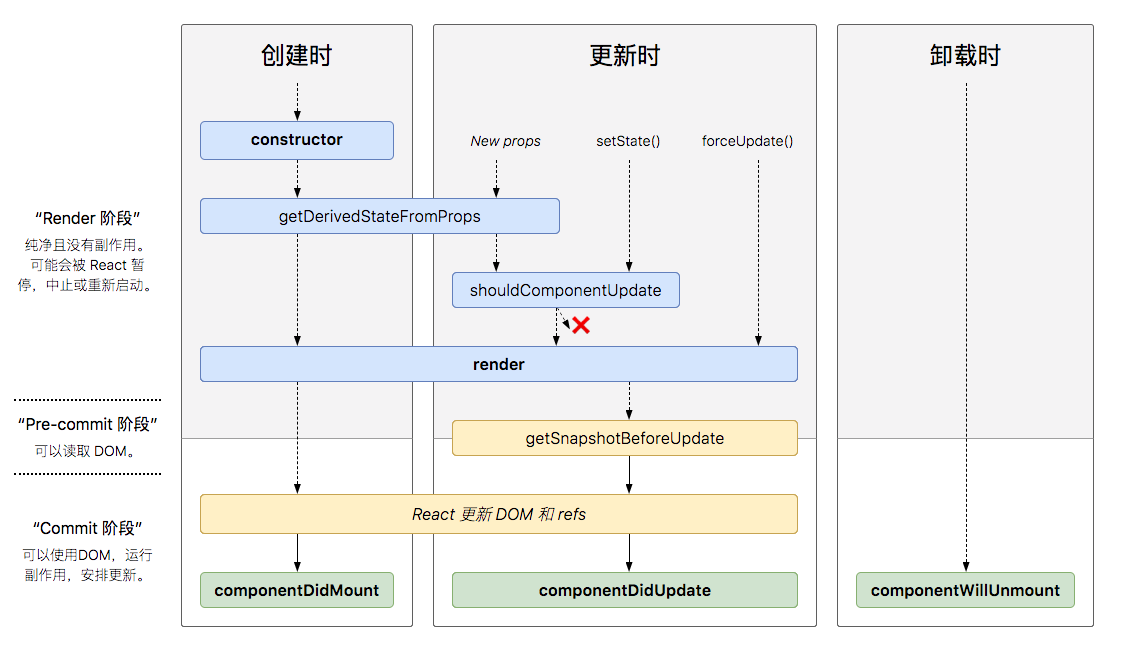 创建时
更新时
卸载时
constructor
New props
setState()
forceUpdate()
“Render 阶段”
纯净且没有副作用。
可能会被 React 暂
停，中止或重新启动。
getDerivedStateFromProps
shouldComponentUpdate
render
“Pre-commit 阶段”
可以读取 DOM。
getSnapshotBeforeUpdate
“Commit 阶段”
可以使用DOM，运行
副作用，安排更新。
React 更新 DOM 和 refs
componentDidMount
componentDidUpdate
componentWillUnmount